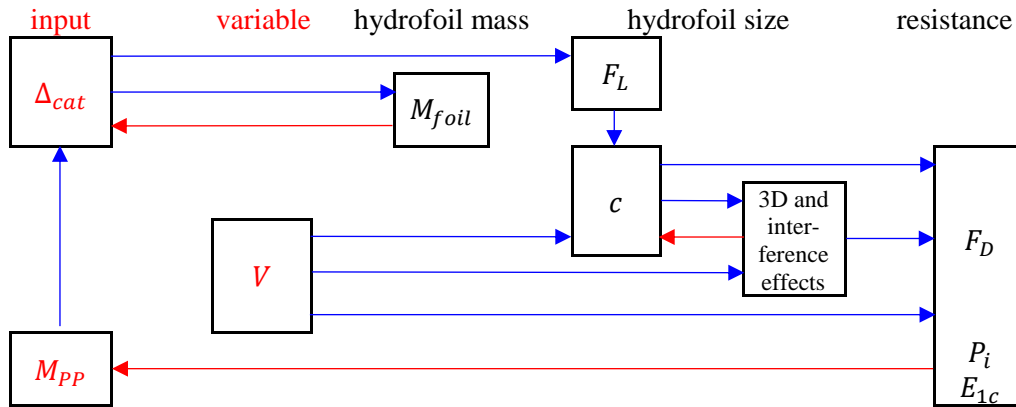 input variable hydrofoil mass hydrofoil size resistance
Δ_cat
M_foil
F_L
c
3D and
inter-
ference
effects
V
F_D
M_PP
P_i
E_1c